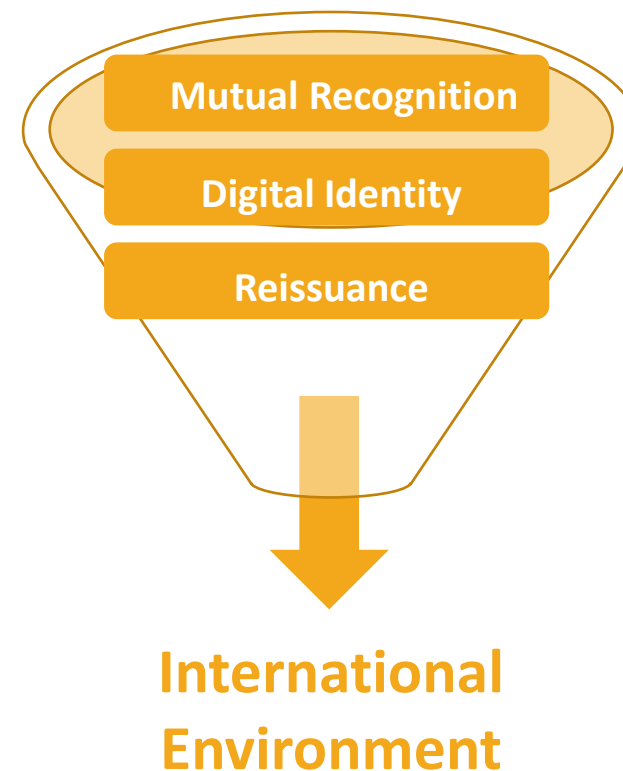 Mutual Recognition
Digital Identity
Reissuance
International
Environment